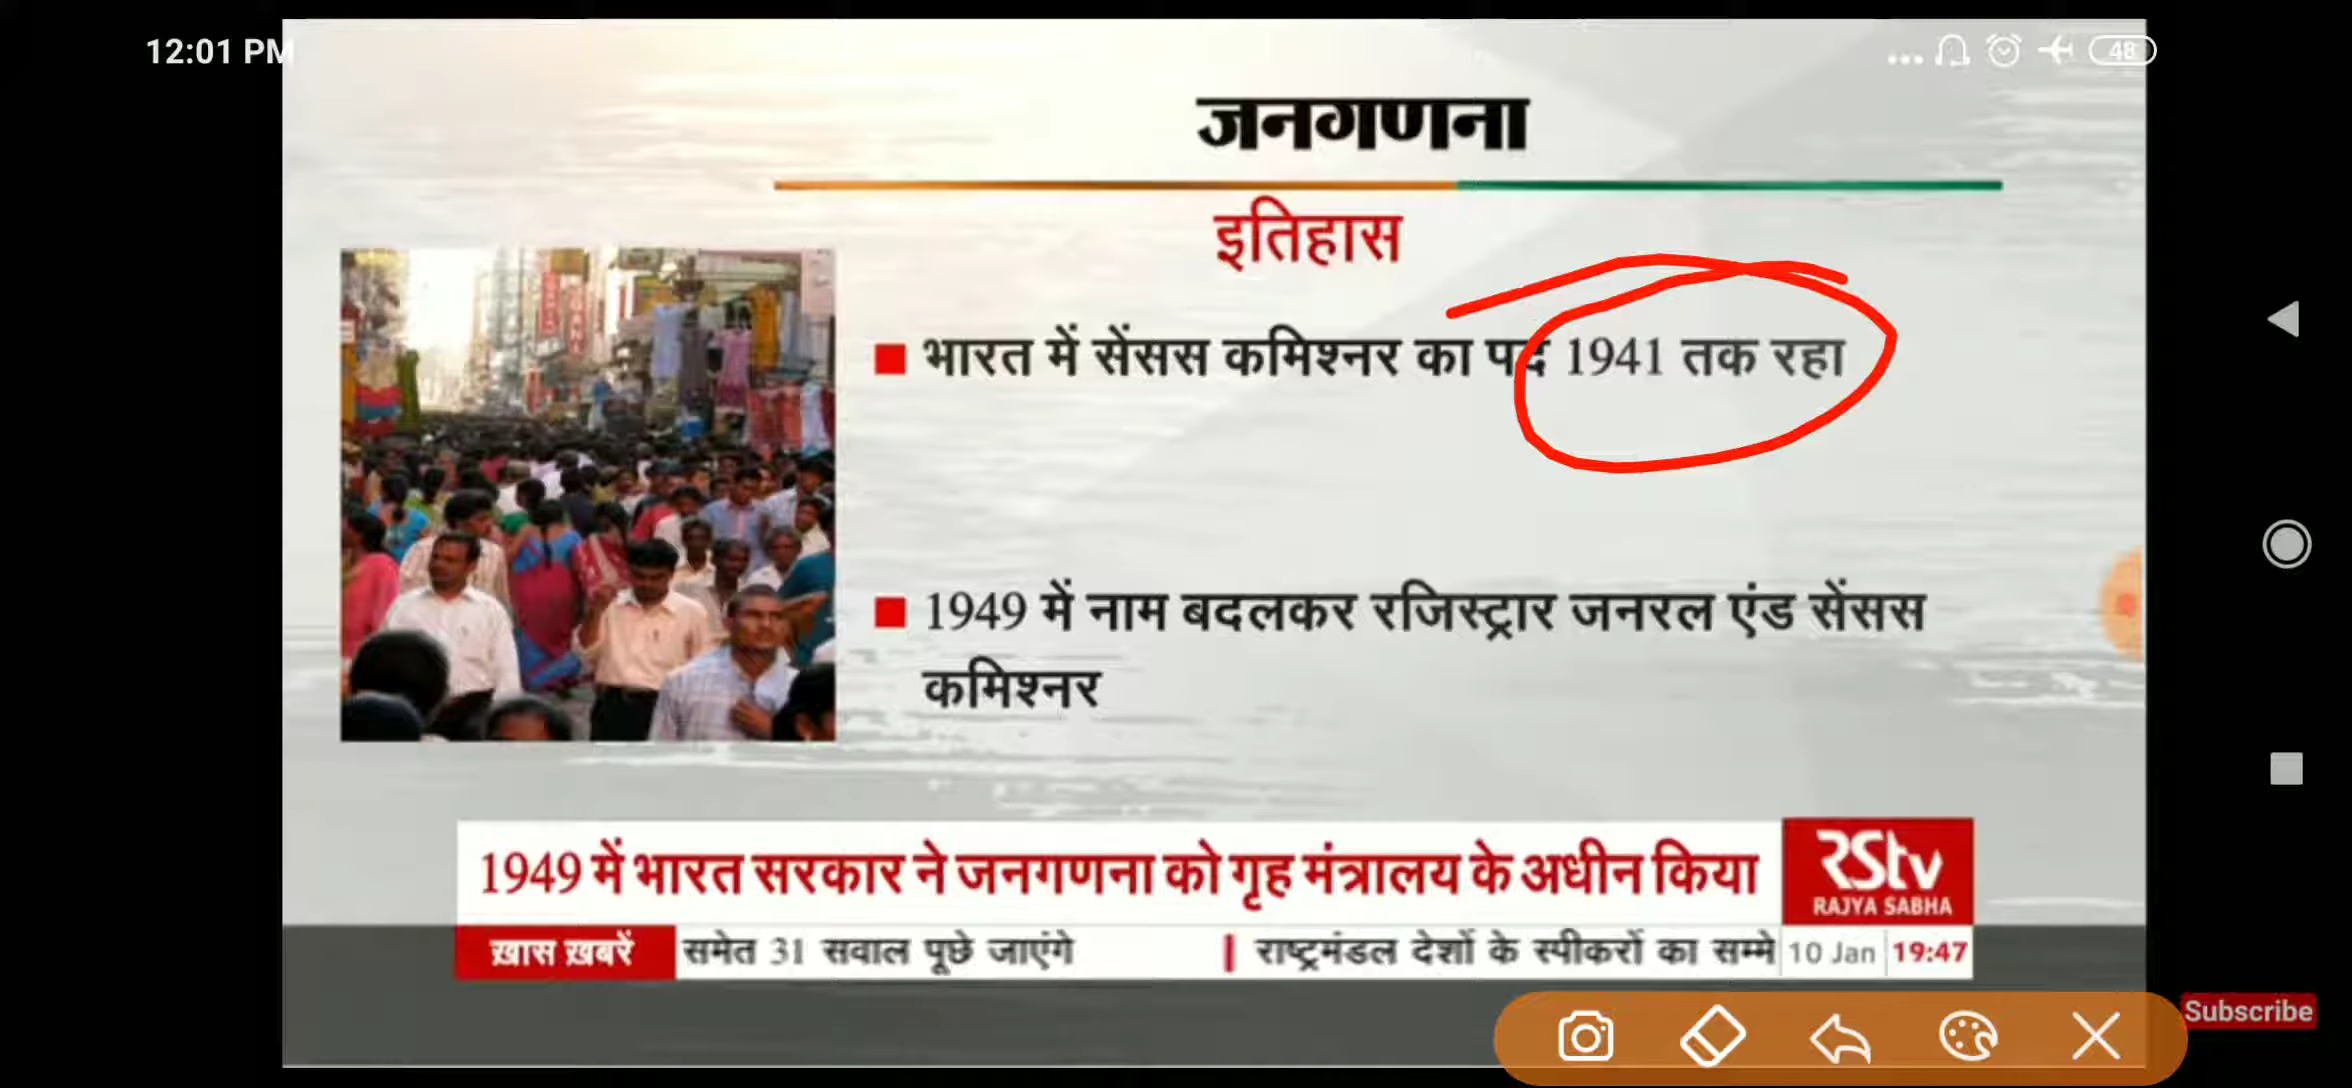 12:01 PM
48
जनगणना
इतिहास
भारत में सेंसस कमिश्नर का पद 1941 तक रहा
1949 में नाम बदलकर रजिस्ट्रार जनरल एंड सेंसस
कमिश्नर
1949 में भारत सरकार ने जनगणना को गृह मंत्रालय के अधीन किया
RStv
RAJYA SABHA
ख़ास ख़बरें
समेत 31 सवाल पूछे जाएंगे
राष्ट्रमंडल देशों के स्पीकरों का सम्मे
10 Jan
19:47
Subscribe